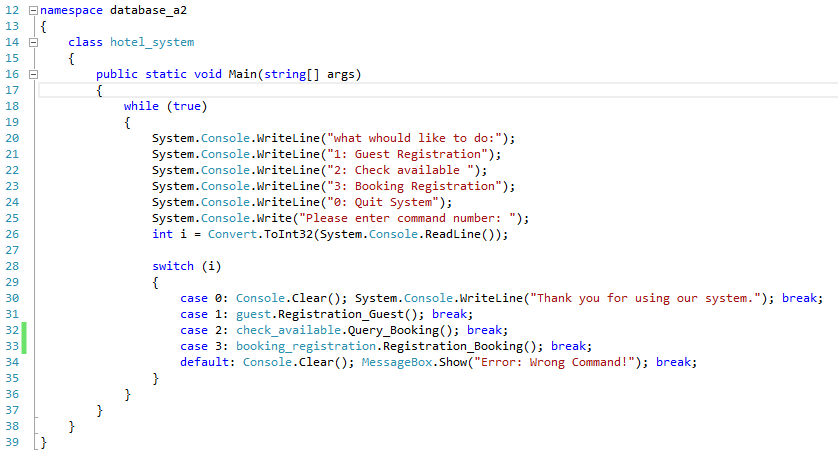 12 namespace database_a2
13 {
14 class hotel_system
15 {
16 public static void Main(string[] args)
17 {
18 while (true)
19 {
20 System.Console.WriteLine("what whould like to do:");
21 System.Console.WriteLine("1: Guest Registration");
22 System.Console.WriteLine("2: Check available ");
23 System.Console.WriteLine("3: Booking Registration");
24 System.Console.WriteLine("0: Quit System");
25 System.Console.Write("Please enter command number: ");
26 int i = Convert.ToInt32(System.Console.ReadLine());
27
28 switch (i)
29 {
30 case 0: Console.Clear(); System.Console.WriteLine("Thank you for using our system."); break;
31 case 1: guest.Registration_Guest(); break;
32 case 2: check_available.Query_Booking(); break;
33 case 3: booking_registration.Registration_Booking(); break;
34 default: Console.Clear(); MessageBox.Show("Error: Wrong Command!"); break;
35 }
36 }
37 }
38 }
39 }